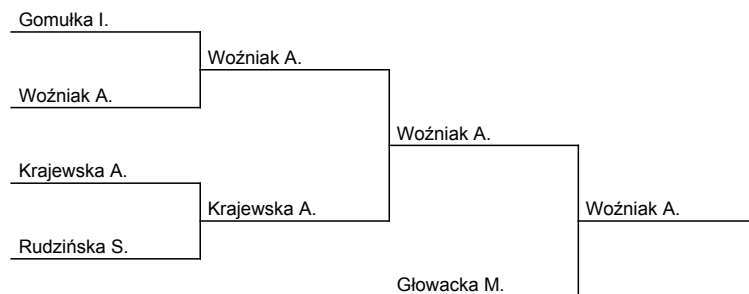 Gomułka I.
Woźniak A.
Woźniak A.
Woźniak A.
Krajewska A.
Krajewska A.
Woźniak A.
Rudzińska S.
Głowacka M.